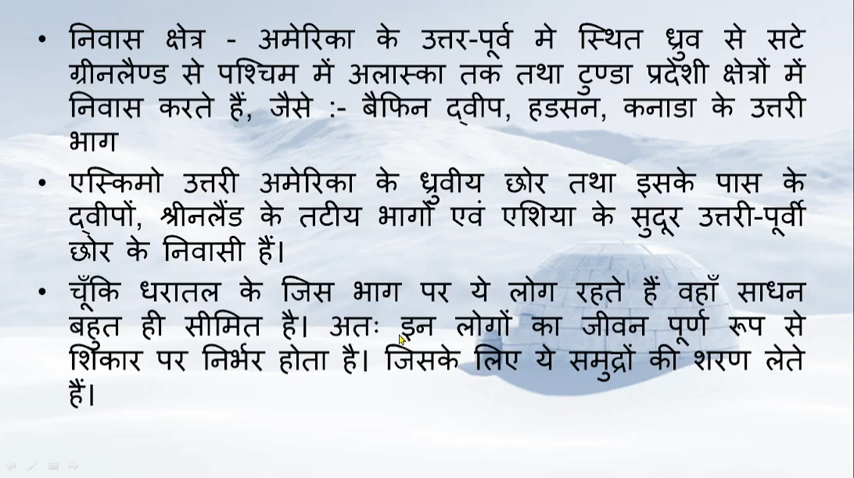 • निवास क्षेत्र - अमेरिका के उत्तर-पूर्व मे स्थित ध्रुव से सटे
ग्रीनलैण्ड से पश्चिम में अलास्का तक तथा टुण्डा प्रदेशी क्षेत्रों में
निवास करते हैं, जैसे :- बैफिन द्वीप, हडसन, कनाडा के उत्तरी
भाग
• एस्किमो उत्तरी अमेरिका के ध्रुवीय छोर तथा इसके पास के
द्वीपों, श्रीनलैंड के तटीय भागों एवं एशिया के सुदूर उत्तरी-पूर्वी
छोर के निवासी हैं।
• चूँकि धरातल के जिस भाग पर ये लोग रहते हैं वहाँ साधन
बहुत ही सीमित है। अतः इन लोगों का जीवन पूर्ण रूप से
शिकार पर निर्भर होता है। जिसके लिए ये समुद्रों की शरण लेते
हैं।